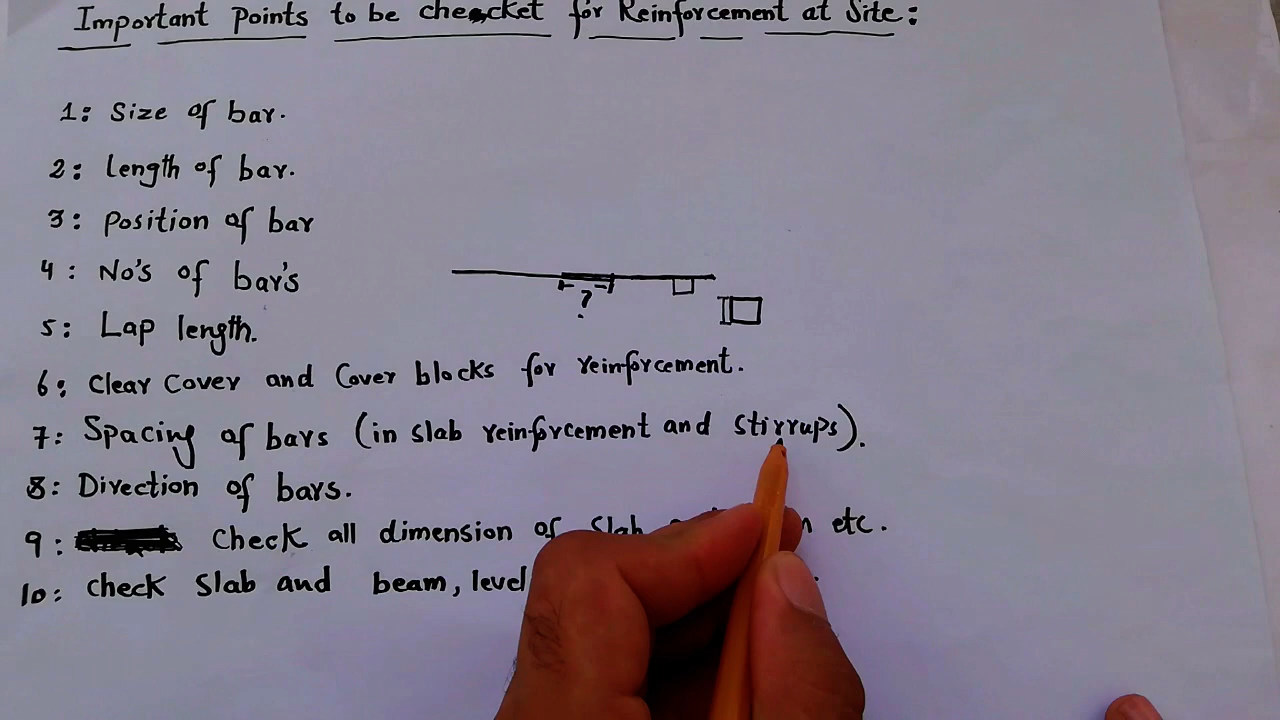 Important Points to be checket for Reinforcement at Site:
1: Size of bar.
2: length of bar.
3: position of bar
4: No's of bar's
?
5: Lap length.
6: Clear Cover and Cover blocks for reinforcement.
7: Spacing of bars (in slab reinforcement and Stirrups).
8: Direction of bars.
9: Check all dimension of Slab etc.
10: check Slab and beam, level